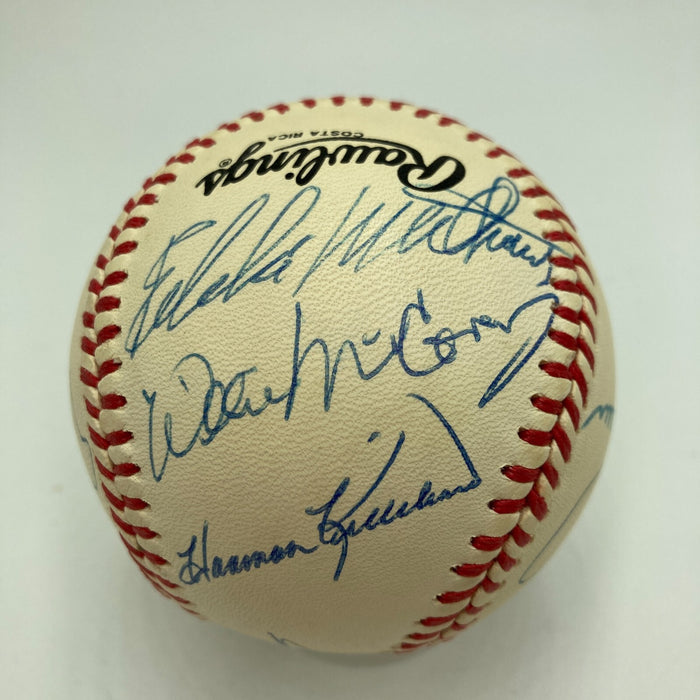 Rawlings®
COSTA RICA
Eddie Mathews
Willie McCovey
Harmon Killebrew